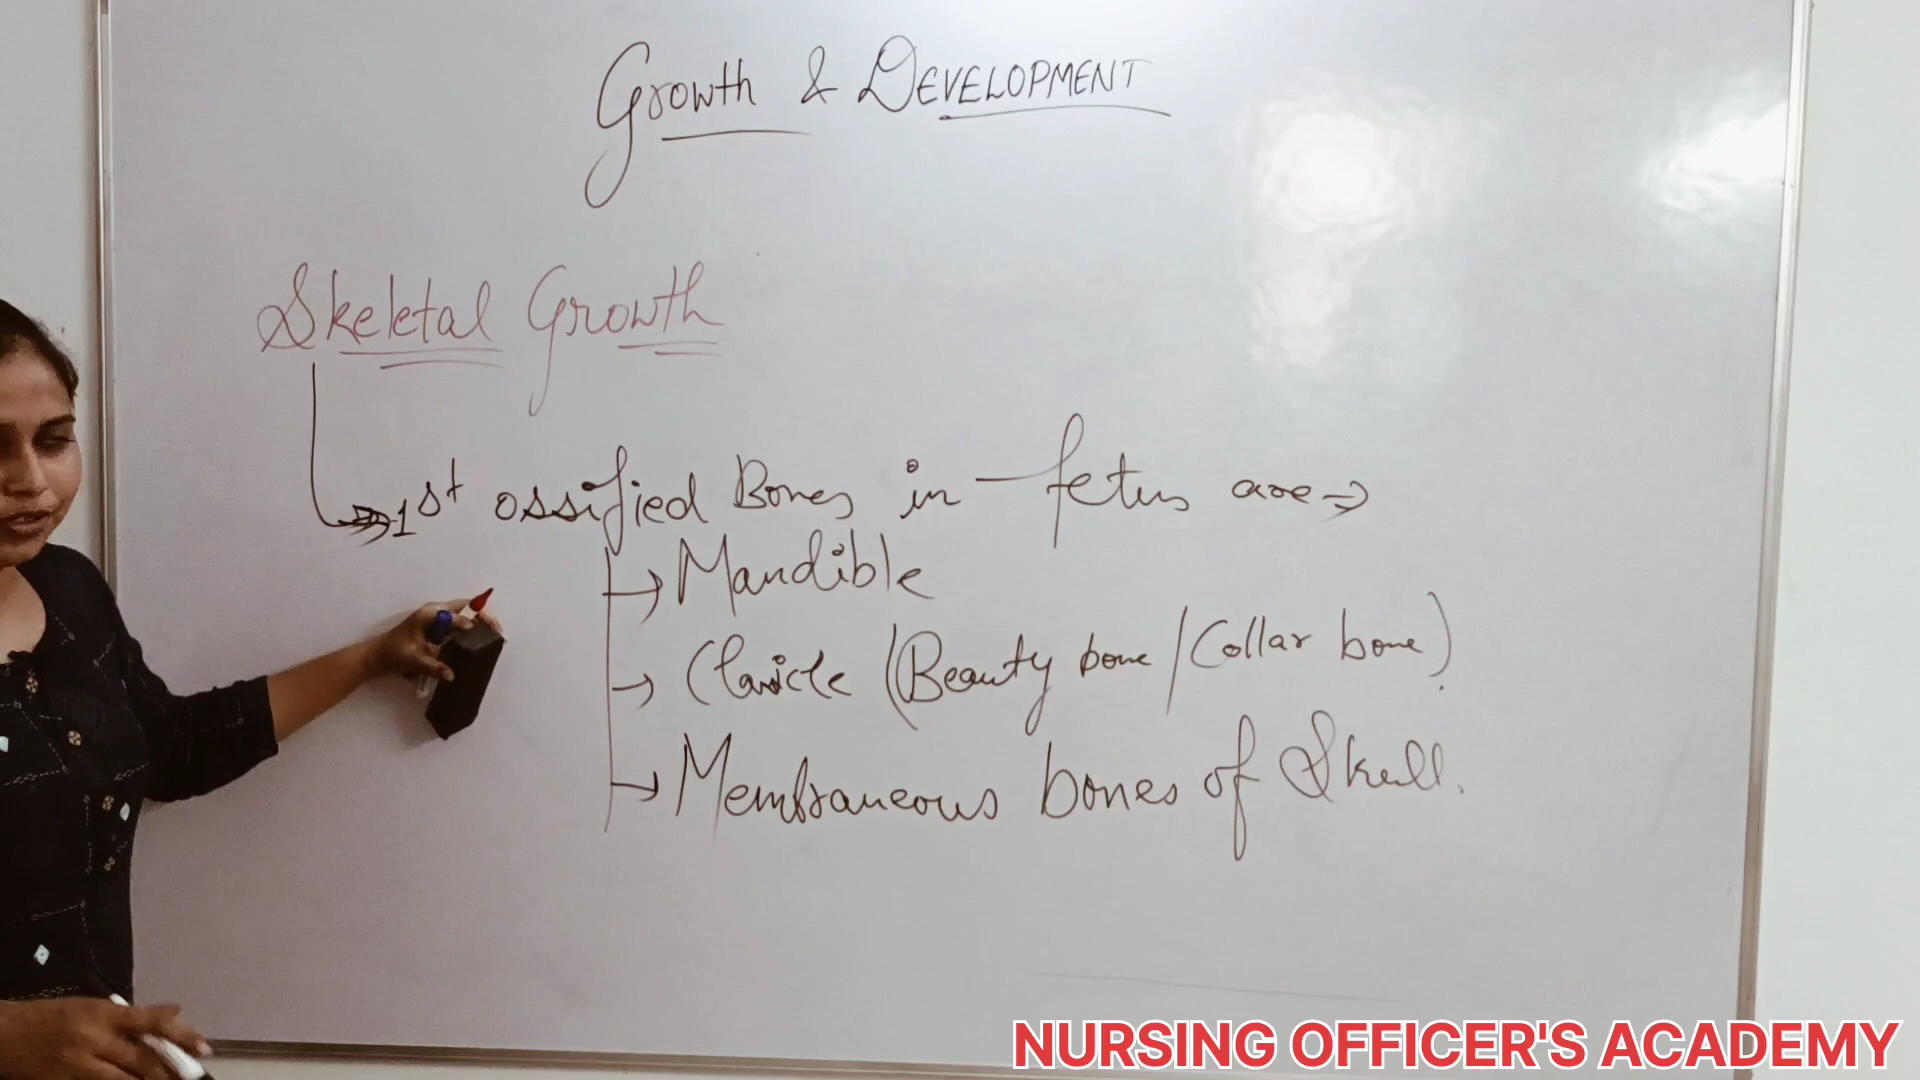 Growth & DEVELOPMENT
Skeletal Growth
1st ossified Bones in fetus are →
→ Mandible
→ Clavicle (Beauty bone / Collar bone).
→ Membraneous bones of Skull.
NURSING OFFICER'S ACADEMY